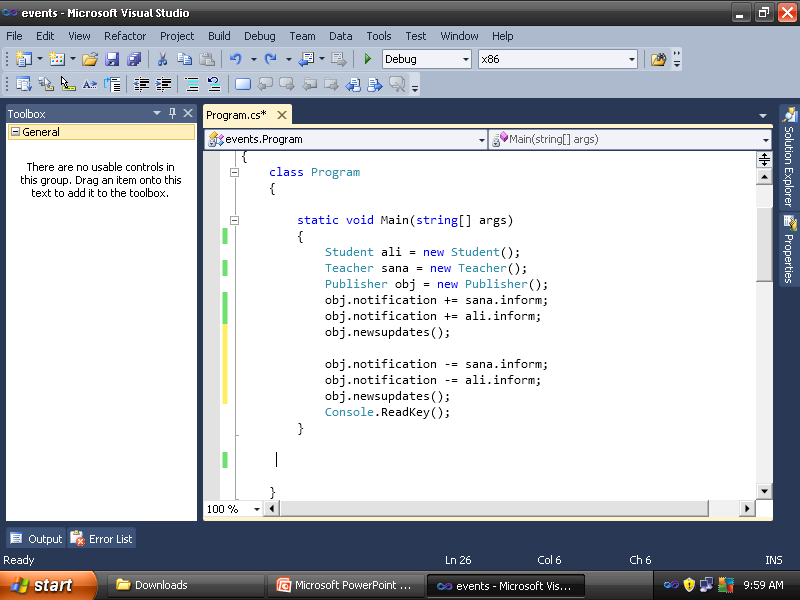 events - Microsoft Visual Studio
File Edit View Refactor Project Build Debug Team Data Tools Test Window Help
Debug x86
Toolbox
General
There are no usable controls in
this group. Drag an item onto this
text to add it to the toolbox.
Program.cs*
events.Program Main(string[] args)
{
class Program
{
static void Main(string[] args)
{
Student ali = new Student();
Teacher sana = new Teacher();
Publisher obj = new Publisher();
obj.notification += sana.inform;
obj.notification += ali.inform;
obj.newsupdates();
obj.notification -= sana.inform;
obj.notification -= ali.inform;
obj.newsupdates();
Console.ReadKey();
}
}
100 %
Solution Explorer
Properties
Output Error List
Ready Ln 26 Col 6 Ch 6 INS
start Downloads Microsoft PowerPoint ... events - Microsoft Vis... 9:59 AM